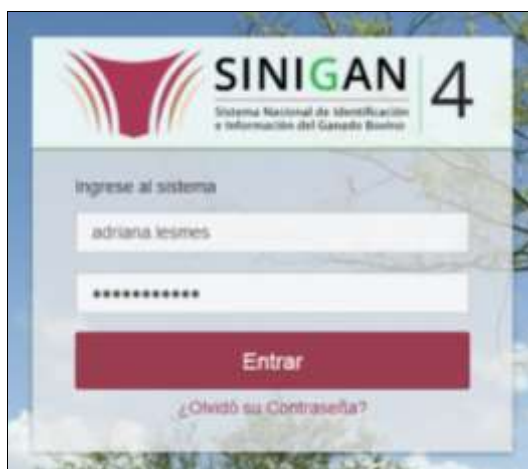 SINIGAN 4
Sistema Nacional de Identificación
e Información del Ganado Bovino
Ingrese al sistema
adriana.lesmes
•••••••••••
Entrar
¿Olvidó su Contraseña?